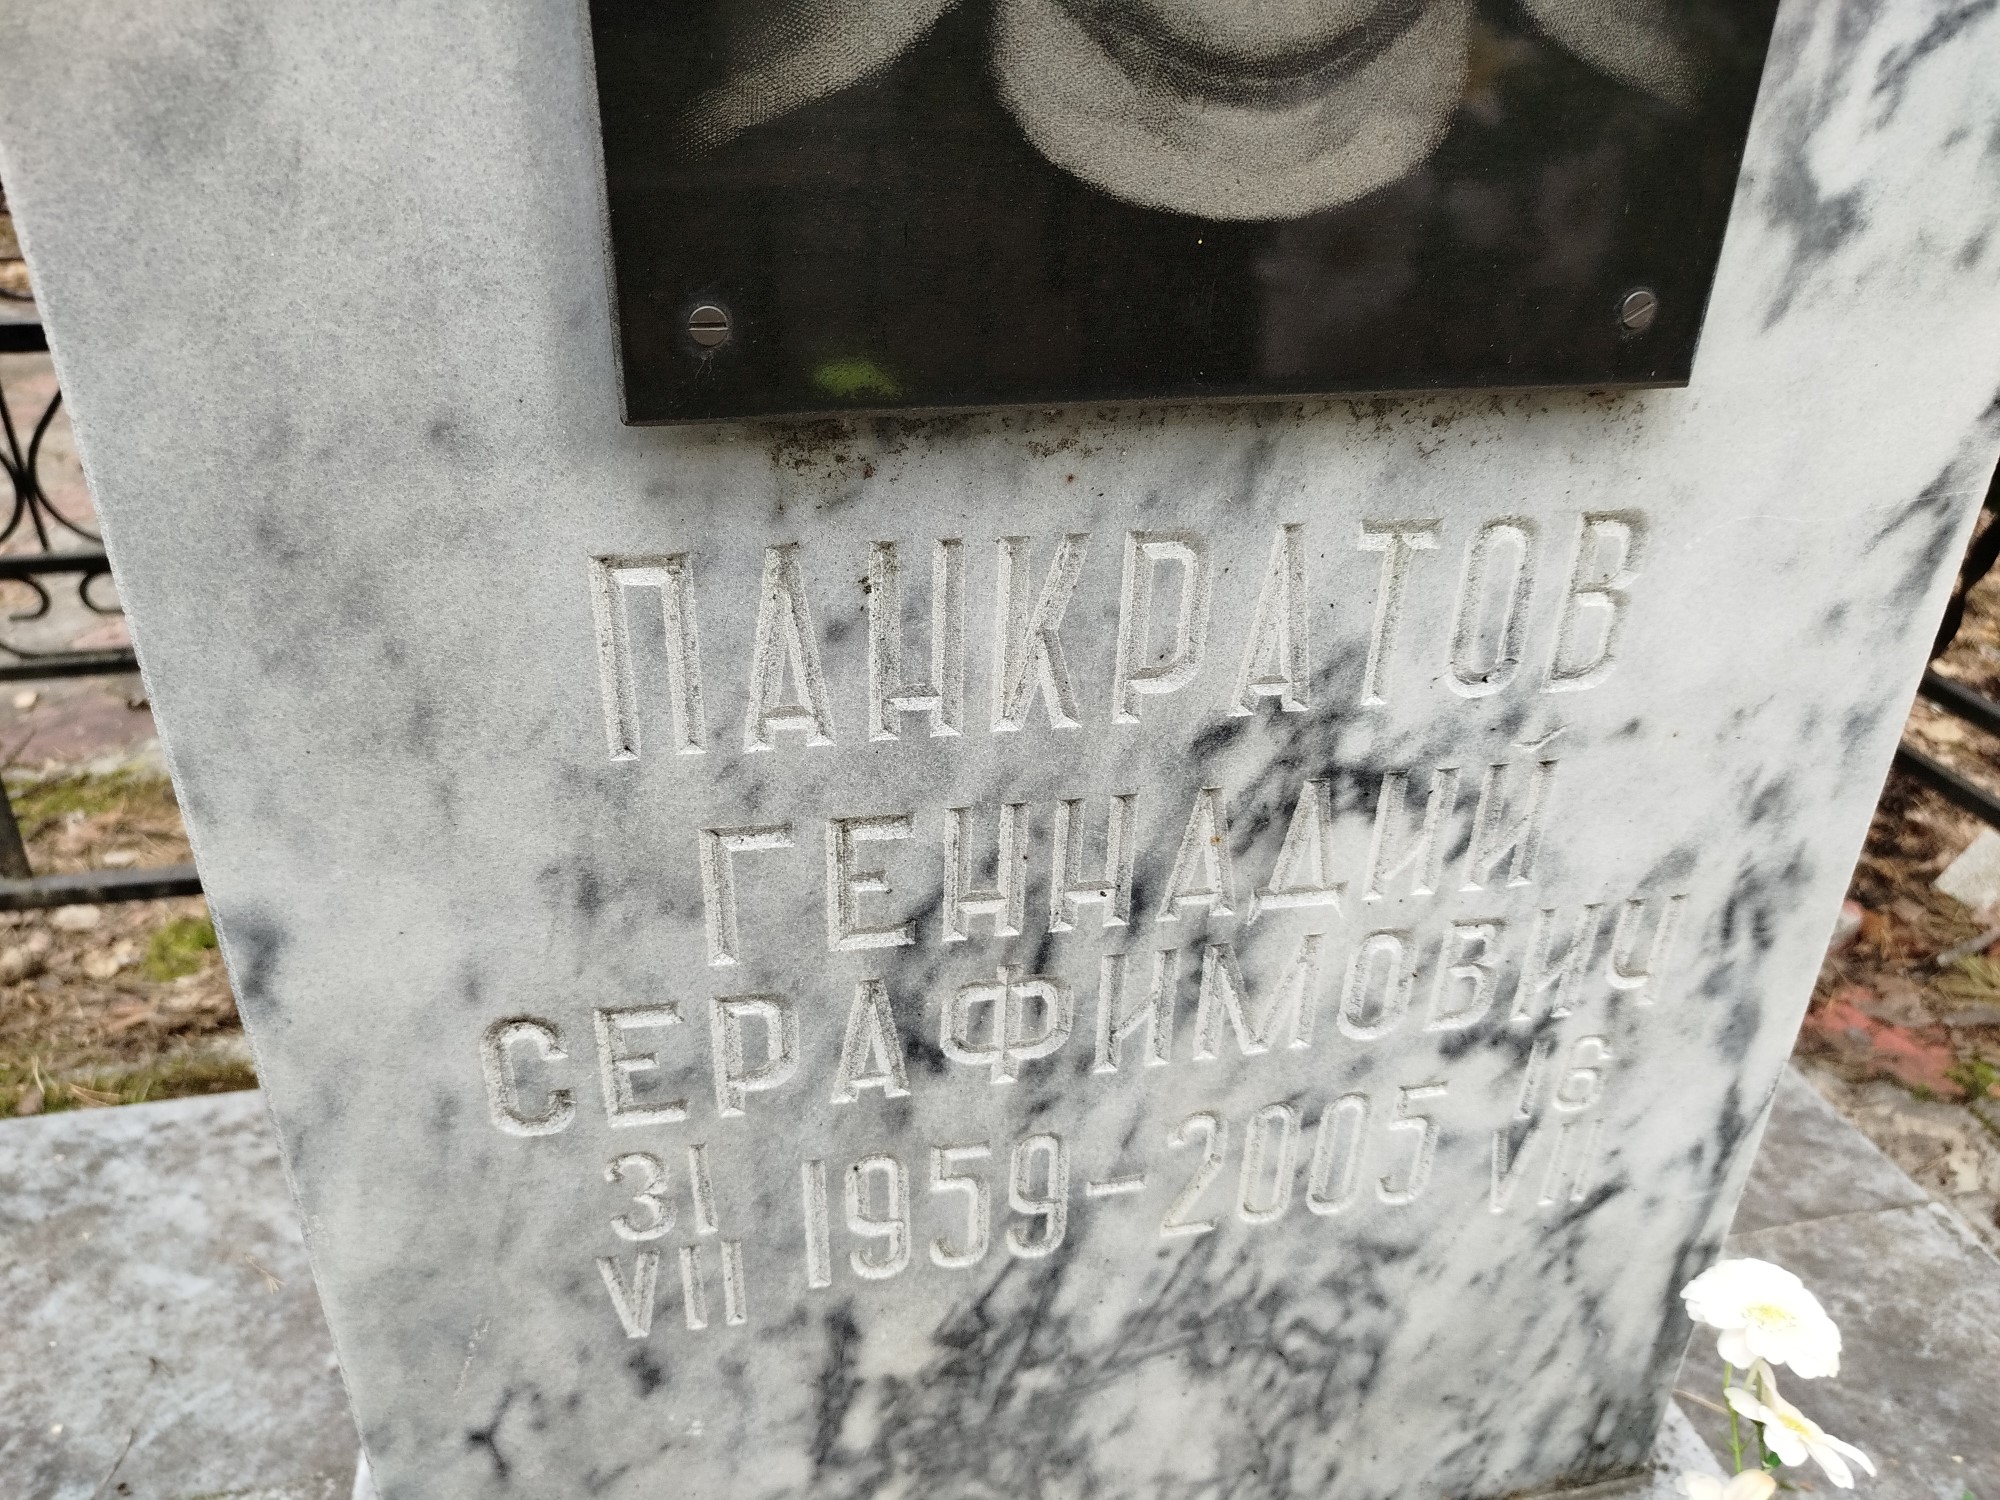 ПАНКРАТОВ
ГЕННАДИЙ
СЕРАФИМОВИЧ
31 1959-2005 16
VII VII